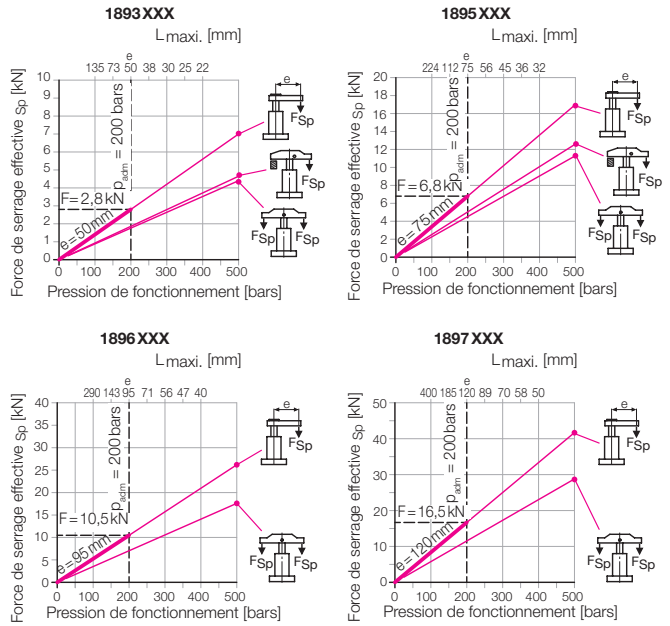 1893XXX
Lmaxi. [mm]
e
135 73 50 38 30 25 22
Force de serrage effective Sp [kN]
10
9
8
7
6
5
4
3
2
1
0
padm = 200 bars
F = 2,8 kN
e = 50 mm
e
FSp
FSp
FSp FSp
0 100 200 300 400 500
Pression de fonctionnement [bars]
1895XXX
Lmaxi. [mm]
e
224 112 75 56 45 36 32
Force de serrage effective Sp [kN]
20
18
16
14
12
10
8
6
4
2
0
padm = 200 bars
F = 6,8 kN
e = 75 mm
e
FSp
FSp
FSp FSp
0 100 200 300 400 500
Pression de fonctionnement [bars]
1896XXX
Lmaxi. [mm]
e
290 143 95 71 56 47 40
Force de serrage effective Sp [kN]
40
35
30
25
20
15
10
5
0
padm = 200 bars
F = 10,5 kN
e = 95 mm
e
FSp
FSp FSp
0 100 200 300 400 500
Pression de fonctionnement [bars]
1897XXX
Lmaxi. [mm]
e
400 185 120 89 70 58 50
Force de serrage effective Sp [kN]
50
40
30
20
10
0
padm = 200 bars
F = 16,5 kN
e = 120 mm
e
FSp
FSp FSp
0 100 200 300 400 500
Pression de fonctionnement [bars]